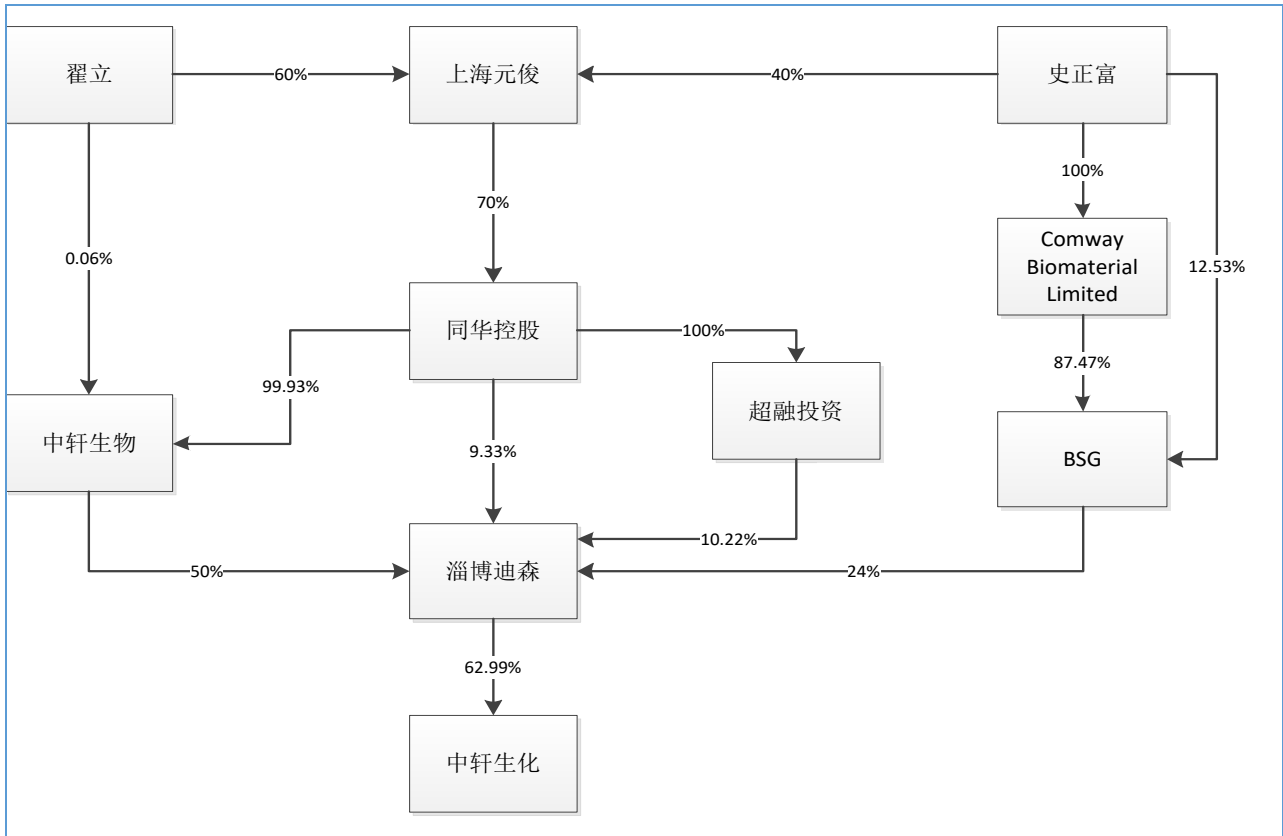 翟立
60%
上海元俊
40%
史正富
70%
100%
0.06%
Comway
Biomaterial
Limited
12.53%
同华控股
100%
99.93%
87.47%
超融投资
中轩生物
9.33%
BSG
10.22%
50%
淄博迪森
24%
62.99%
中轩生化